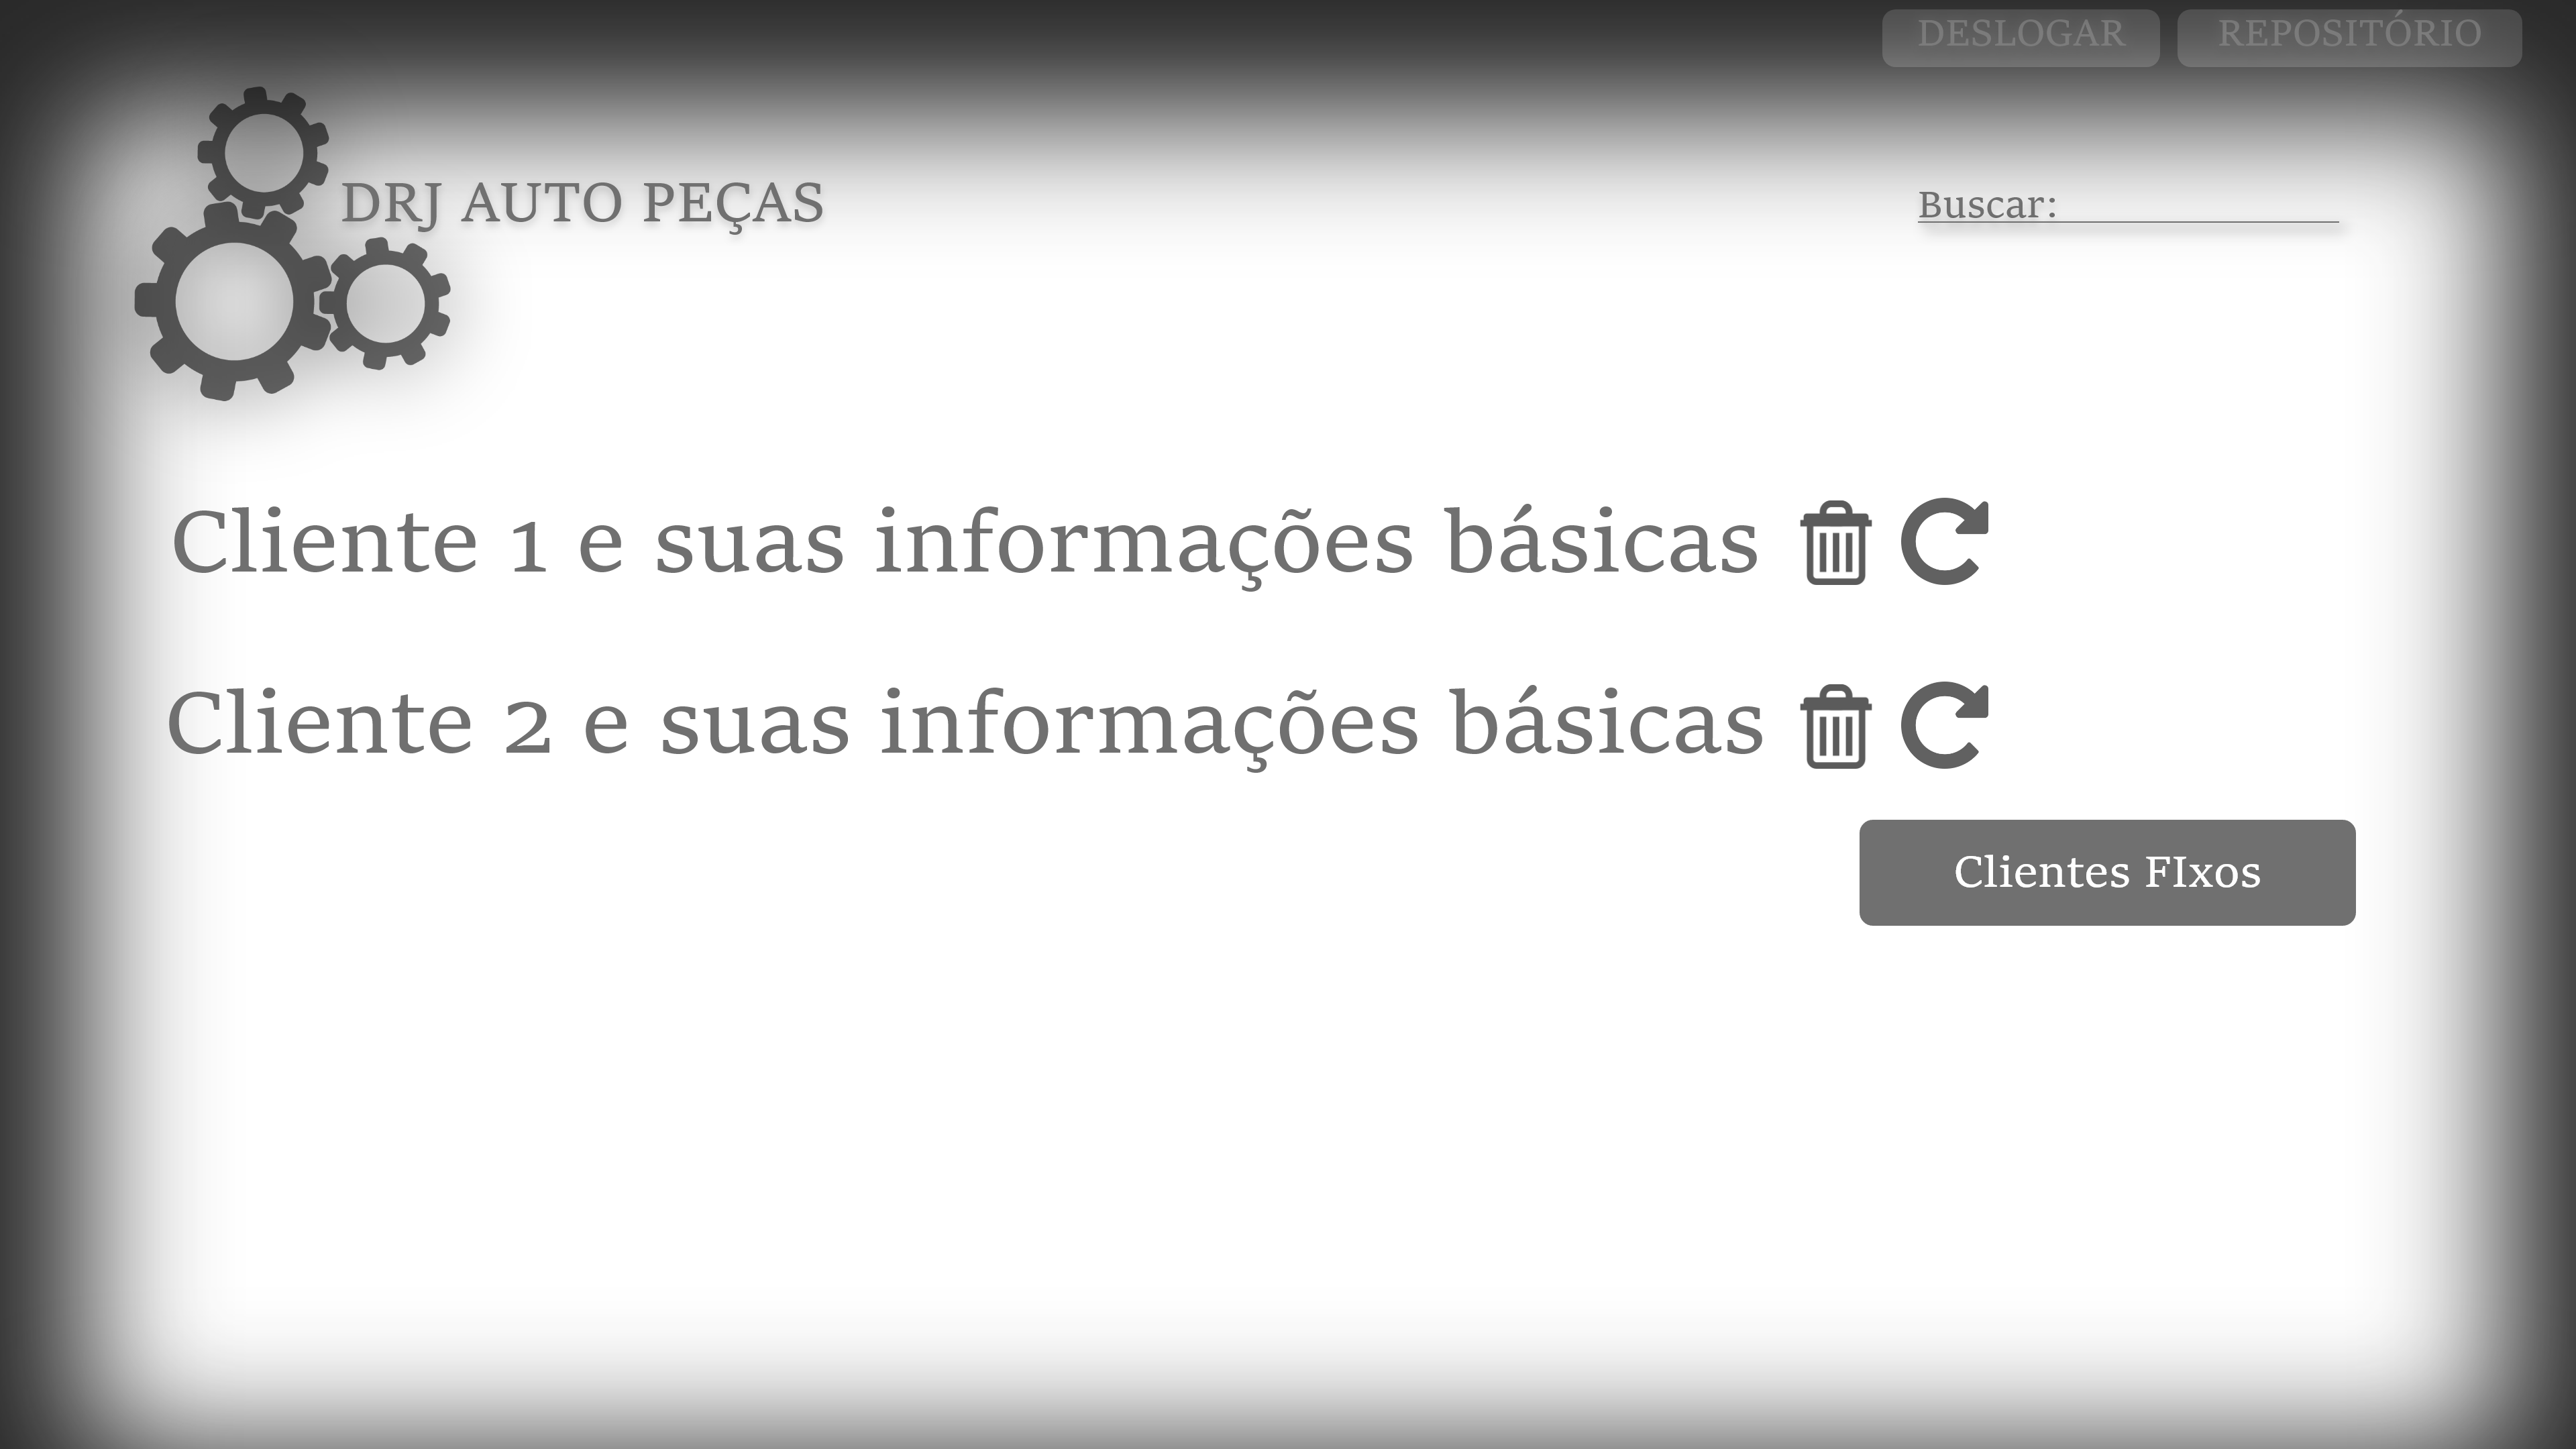 DESLOGAR REPOSITÓRIO
DRJ AUTO PEÇAS
Buscar:
Cliente 1 e suas informações básicas
Cliente 2 e suas informações básicas
Clientes FIxos